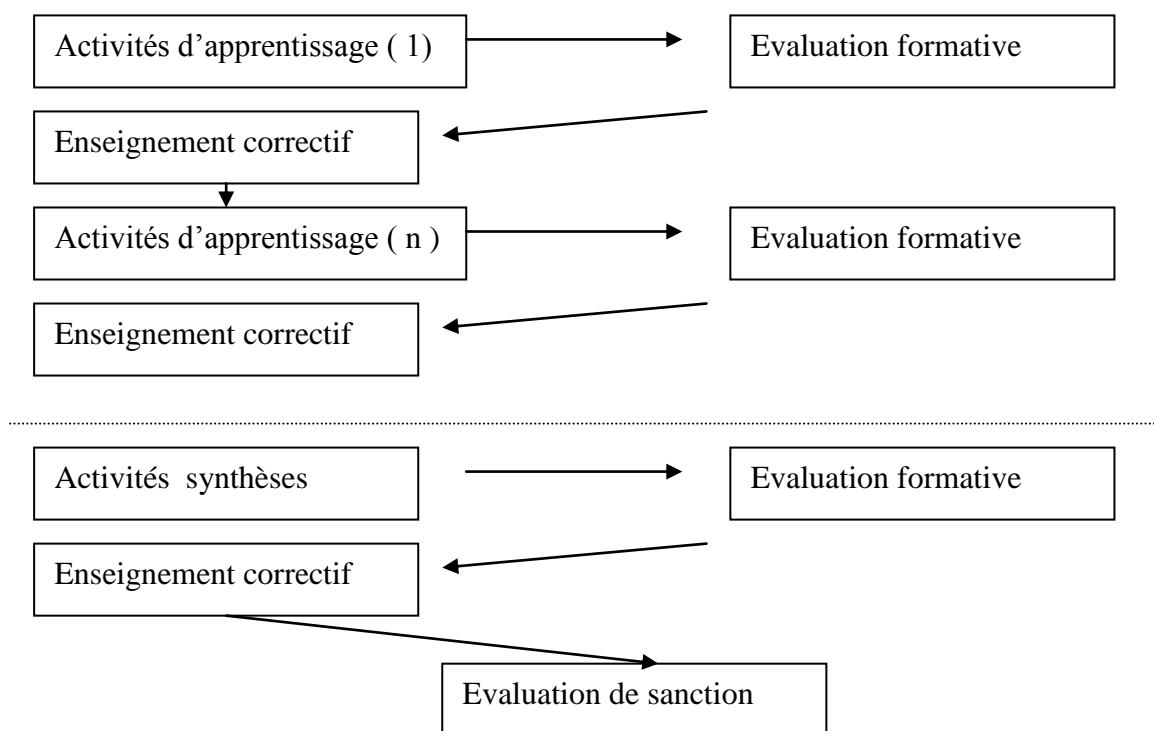 Activités d’apprentissage ( 1)
Evaluation formative
Enseignement correctif
Activités d’apprentissage ( n )
Evaluation formative
Enseignement correctif
Activités  synthèses
Evaluation formative
Enseignement correctif
Evaluation de sanction